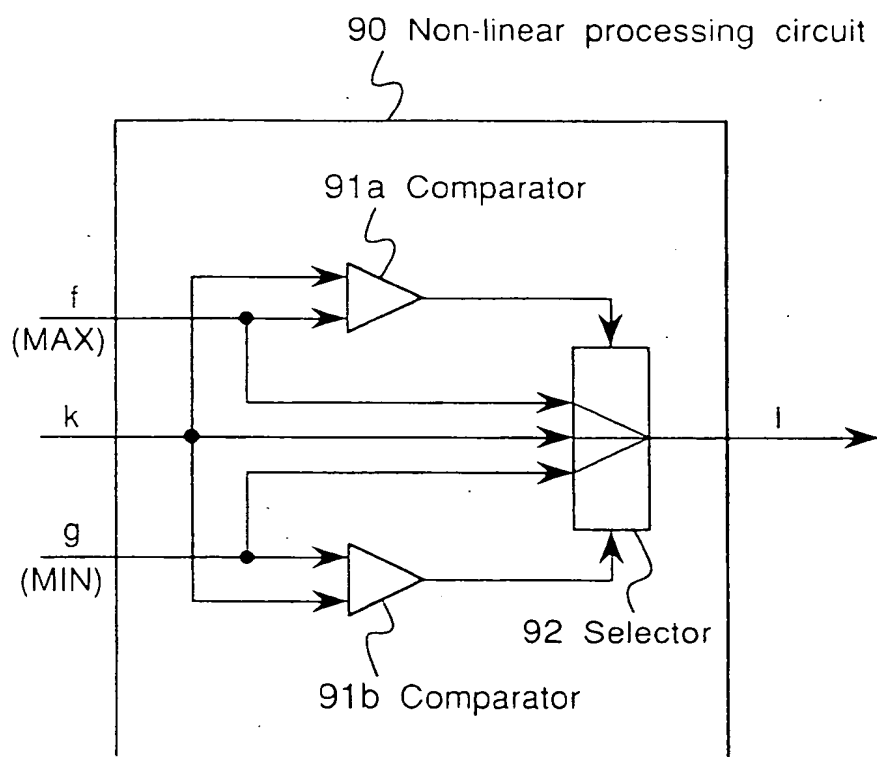 90 Non-linear processing circuit
91a Comparator
f
(MAX)
k
l
g
(MIN)
92 Selector
91b Comparator